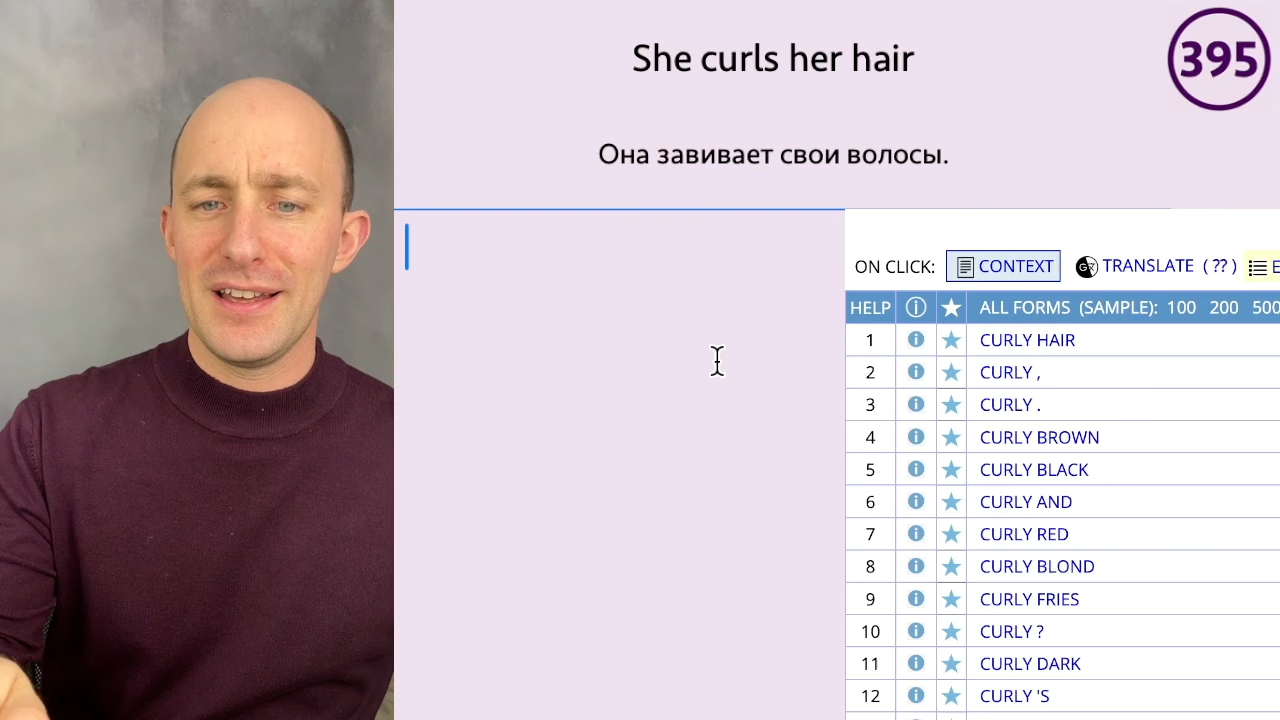 She curls her hair
395
Она завивает свои волосы.
ON CLICK: CONTEXT TRANSLATE ( ?? ) E
HELP ALL FORMS (SAMPLE): 100 200 500
1 CURLY HAIR
2 CURLY ,
3 CURLY .
4 CURLY BROWN
5 CURLY BLACK
6 CURLY AND
7 CURLY RED
8 CURLY BLOND
9 CURLY FRIES
10 CURLY ?
11 CURLY DARK
12 CURLY 'S